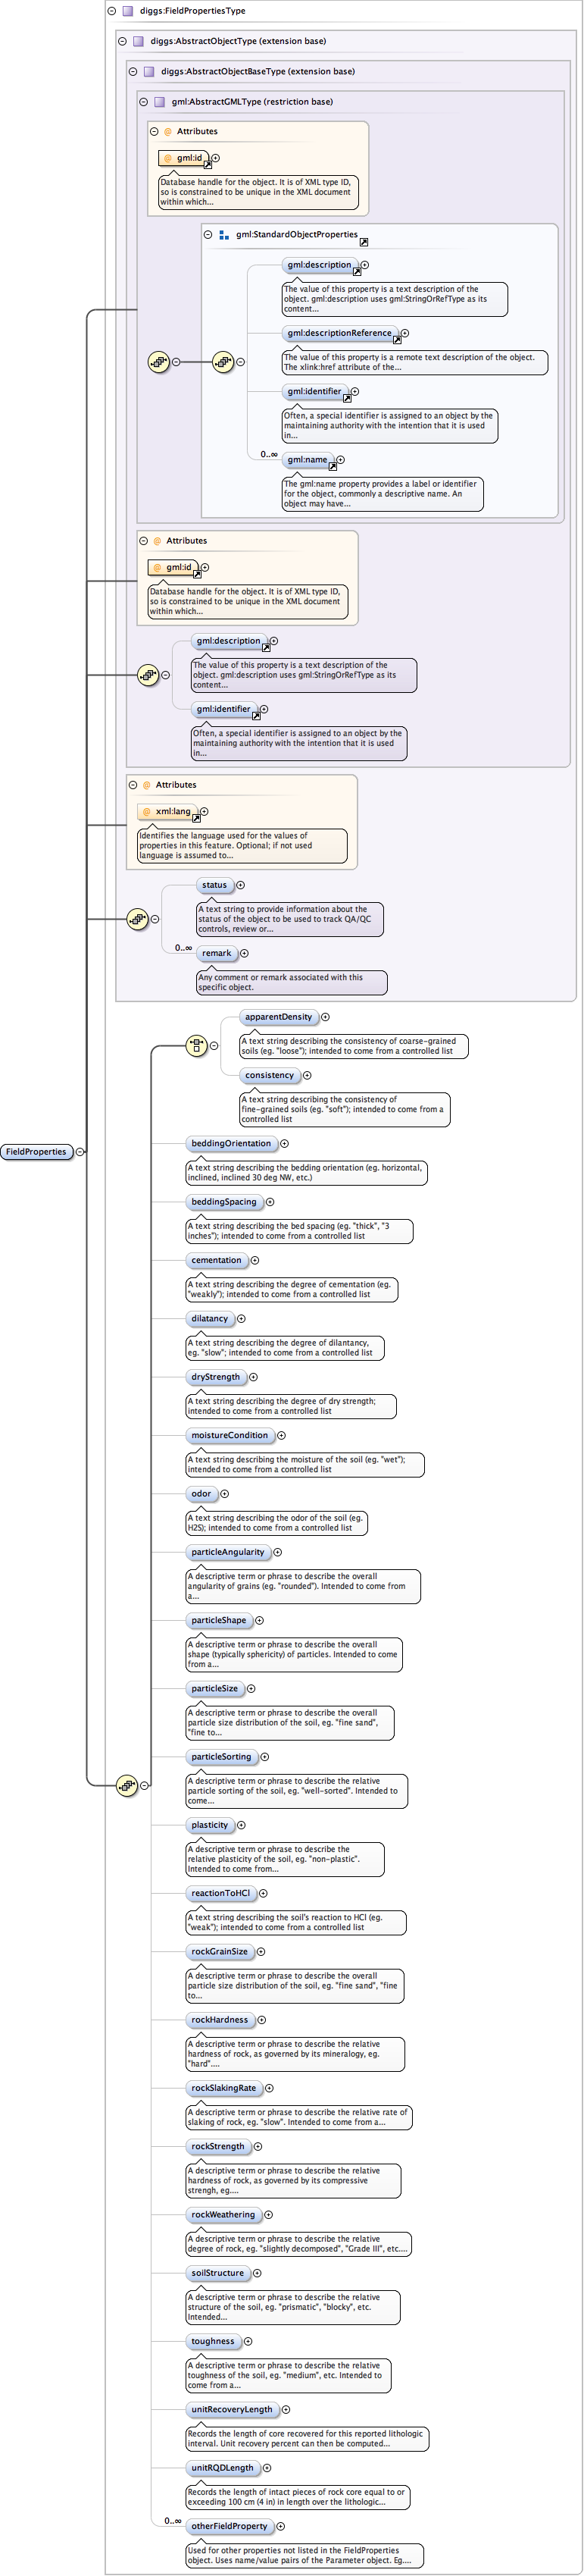 diggs:FieldPropertiesType
diggs:AbstractObjectType (extension base)
diggs:AbstractObjectBaseType (extension base)
gml:AbstractGMLType (restriction base)
@ Attributes
@ gml:id
Database handle for the object. It is of XML type ID,
so is constrained to be unique in the XML document
within which...
gml:StandardObjectProperties
gml:description
The value of this property is a text description of the
object. gml:description uses gml:StringOrRefType as its
content...
gml:descriptionReference
The value of this property is a remote text description of the object.
The xlink:href attribute of the...
gml:identifier
Often, a special identifier is assigned to an object by the
maintaining authority with the intention that it is used
in...
0..∞
gml:name
The gml:name property provides a label or identifier
for the object, commonly a descriptive name. An
object may have...
@ Attributes
@ gml:id
Database handle for the object. It is of XML type ID,
so is constrained to be unique in the XML document
within which...
gml:description
The value of this property is a text description of the
object. gml:description uses gml:StringOrRefType as its
content...
gml:identifier
Often, a special identifier is assigned to an object by the
maintaining authority with the intention that it is used
in...
@ Attributes
@ xml:lang
Identifies the language used for the values of
properties in this feature. Optional; if not used
language is assumed to...
status
A text string to provide information about the
status of the object to be used to track QA/QC
controls, review or...
0..∞
remark
Any comment or remark associated with this
specific object.
apparentDensity
A text string describing the consistency of coarse-grained
soils (eg. "loose"); intended to come from a controlled list
consistency
A text string describing the consistency of
fine-grained soils (eg. "soft"); intended to come from a
controlled list
FieldProperties
beddingOrientation
A text string describing the bedding orientation (eg. horizontal,
inclined, inclined 30 deg NW, etc.)
beddingSpacing
A text string describing the bed spacing (eg. "thick", "3
inches"); intended to come from a controlled list
cementation
A text string describing the degree of cementation (eg.
"weakly"); intended to come from a controlled list
dilatancy
A text string describing the degree of dilantancy,
eg. "slow"; intended to come from a controlled list
dryStrength
A text string describing the degree of dry strength;
intended to come from a controlled list
moistureCondition
A text string describing the moisture of the soil (eg. "wet");
intended to come from a controlled list
odor
A text string describing the odor of the soil (eg.
H2S); intended to come from a controlled list
particleAngularity
A descriptive term or phrase to describe the overall
angularity of grains (eg. "rounded"). Intended to come from
a...
particleShape
A descriptive term or phrase to describe the overall
shape (typically sphericity) of particles. Intended to come
from a...
particleSize
A descriptive term or phrase to describe the overall
particle size distribution of the soil, eg. "fine sand",
"fine to...
particleSorting
A descriptive term or phrase to describe the relative
particle sorting of the soil, eg. "well-sorted". Intended to
come...
plasticity
A descriptive term or phrase to describe the
relative plasticity of the soil, eg. "non-plastic".
Intended to come from...
reactionToHCl
A text string describing the soil's reaction to HCl (eg.
"weak"); intended to come from a controlled list
rockGrainSize
A descriptive term or phrase to describe the overall
particle size distribution of the soil, eg. "fine sand", "fine
to...
rockHardness
A descriptive term or phrase to describe the relative
hardness of rock, as governed by its mineralogy, eg.
"hard"....
rockSlakingRate
A descriptive term or phrase to describe the relative rate of
slaking of rock, eg. "slow". Intended to come from a...
rockStrength
A descriptive term or phrase to describe the relative
hardness of rock, as governed by its compressive
strengh, eg....
rockWeathering
A descriptive term or phrase to describe the relative
degree of rock, eg. "slightly decomposed", "Grade III", etc....
soilStructure
A descriptive term or phrase to describe the relative
structure of the soil, eg. "prismatic", "blocky", etc.
Intended...
toughness
A descriptive term or phrase to describe the relative
toughness of the soil, eg. "medium", etc. Intended to
come from a...
unitRecoveryLength
Records the length of core recovered for this reported lithologic
interval. Unit recovery percent can then be computed...
unitRQDLength
Records the length of intact pieces of rock core equal to or
exceeding 100 cm (4 in) in length over the lithologic...
0..∞
otherFieldProperty
Used for other properties not listed in the FieldProperties
object. Uses name/value pairs of the Parameter object. Eg....